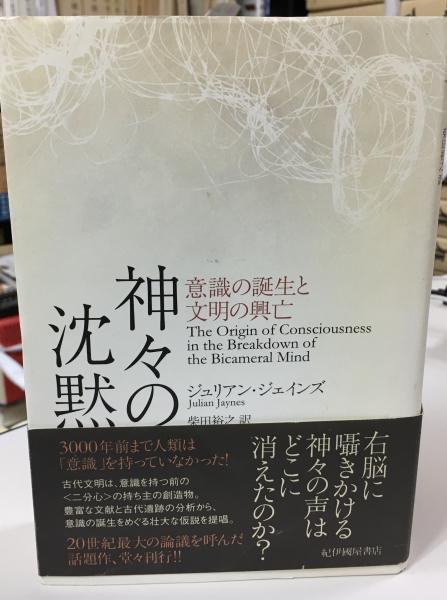 神々の
沈黙
意識の誕生と
文明の興亡
The Origin of Consciousness
in the Breakdown of
the Bicameral Mind
ジュリアン・ジェインズ
Julian Jaynes
柴田裕之 訳
右脳に
囁きかける
神々の声は
どこに
消えたのか?
3000年前まで人類は
「意識」を持っていなかった!
古代文明は、意識を持つ前の
<二分心>の持ち主の創造物。
豊富な文献と古代遺跡の分析から、
意識の誕生をめぐる壮大な仮説を提唱。
20世紀最大の論議を呼んだ
話題作、堂々刊行!!
紀伊國屋書店